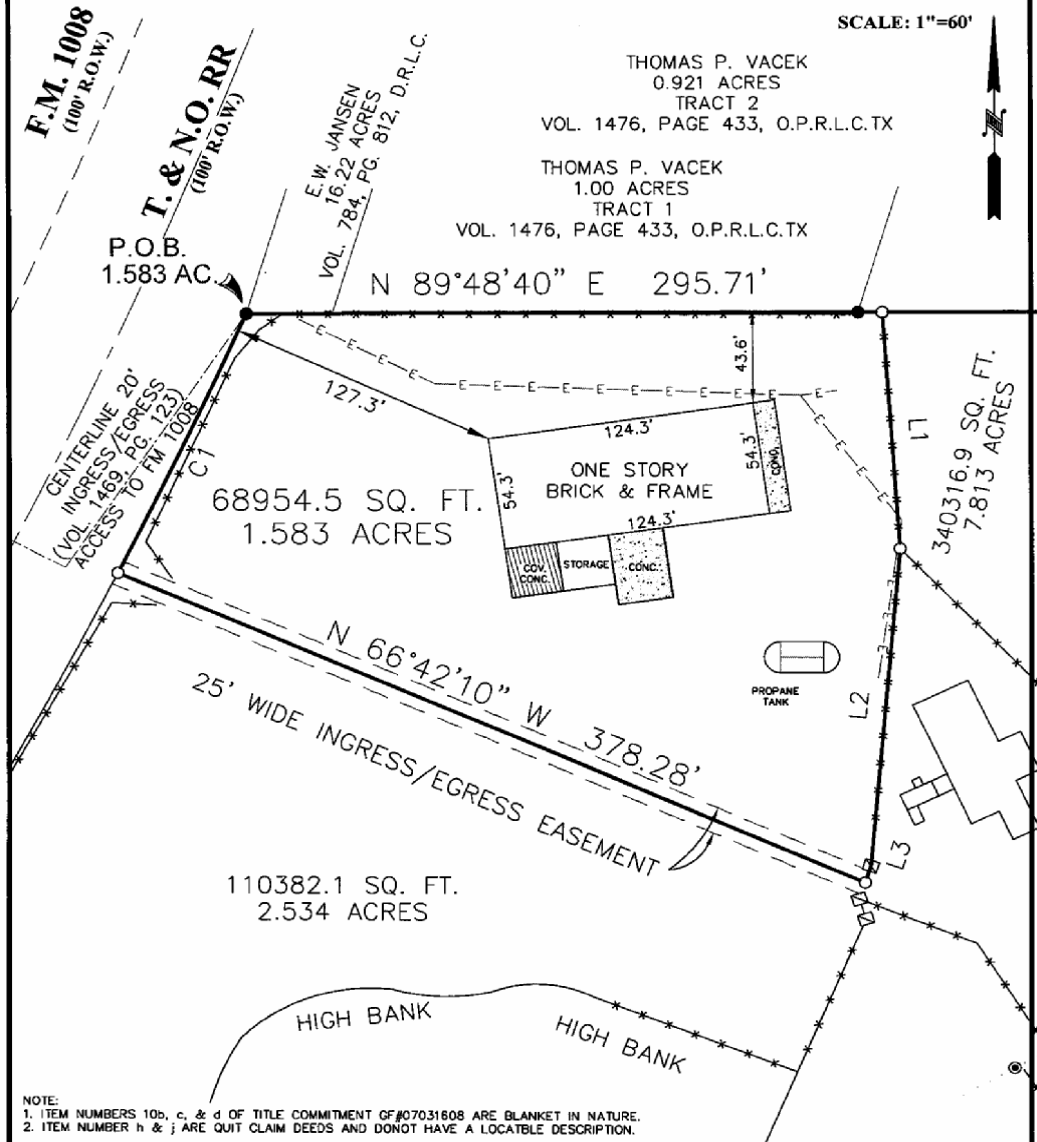 SCALE: 1"=60'
F.M. 1008
(100' R.O.W.)
T. & N.O. RR
(100' R.O.W.)
E.W. JANSEN
16.22 ACRES
VOL. 784, PG. 812, D.R.L.C.
THOMAS P. VACEK
0.921 ACRES
TRACT 2
VOL. 1476, PAGE 433, O.P.R.L.C.TX
THOMAS P. VACEK
1.00 ACRES
TRACT 1
VOL. 1476, PAGE 433, O.P.R.L.C.TX
N
P.O.B.
1.583 AC.
N 89°48'40" E 295.71'
43.6'
127.3'
E E E E E E E E E E
CENTERLINE 20'
INGRESS/EGRESS
(VOL. 1469, PG. 123)
ACCESS TO FM 1008
C1
L1
124.3'
54.3'
54.3'
CONC.
ONE STORY
BRICK & FRAME
124.3'
68954.5 SQ. FT.
1.583 ACRES
340316.9 SQ. FT.
7.813 ACRES
COV.
CONC.
STORAGE
CONC.
PROPANE
TANK
L2
L3
N 66°42'10" W 378.28'
25' WIDE INGRESS/EGRESS EASEMENT
110382.1 SQ. FT.
2.534 ACRES
HIGH BANK
HIGH BANK
NOTE:
1. ITEM NUMBERS 10b, c, & d OF TITLE COMMITMENT GF#07031608 ARE BLANKET IN NATURE.
2. ITEM NUMBER h & j ARE QUIT CLAIM DEEDS AND DONOT HAVE A LOCATBLE DESCRIPTION.